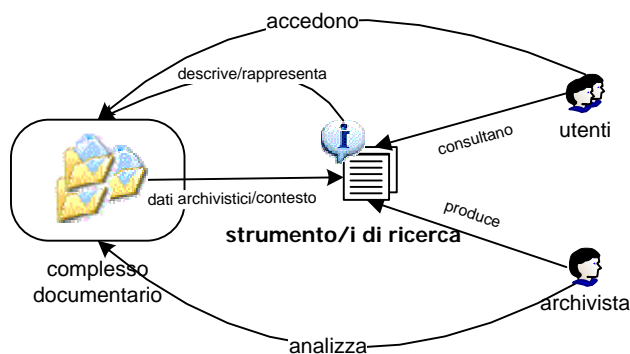 accedono
descrive/rappresenta
consultano
utenti
dati archivistici/contesto
produce
strumento/i di ricerca
complesso
documentario
archivista
analizza